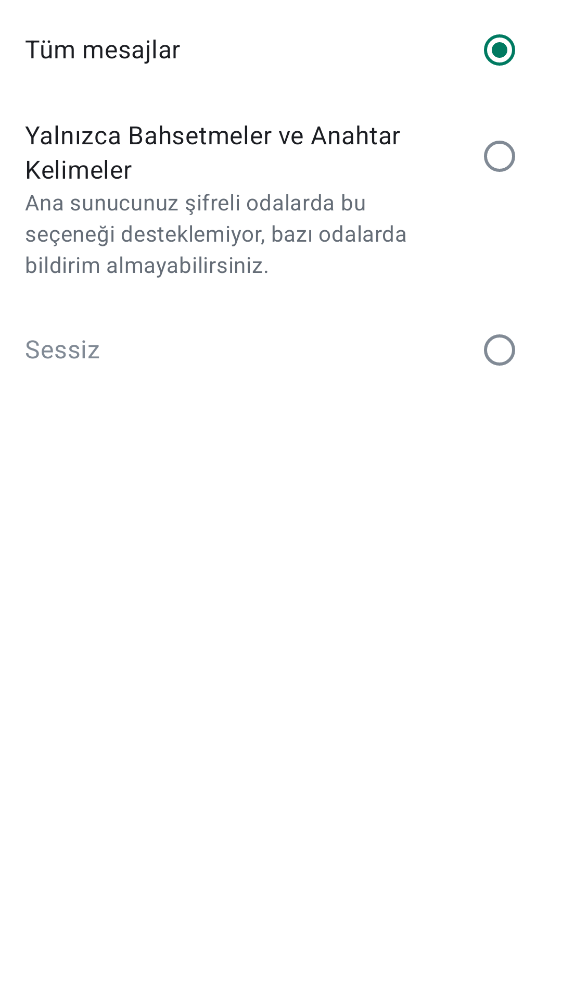 Tüm mesajlar
Yalnızca Bahsetmeler ve Anahtar
Kelimeler
Ana sunucunuz şifreli odalarda bu
seçeneği desteklemiyor, bazı odalarda
bildirim almayabilirsiniz.
Sessiz